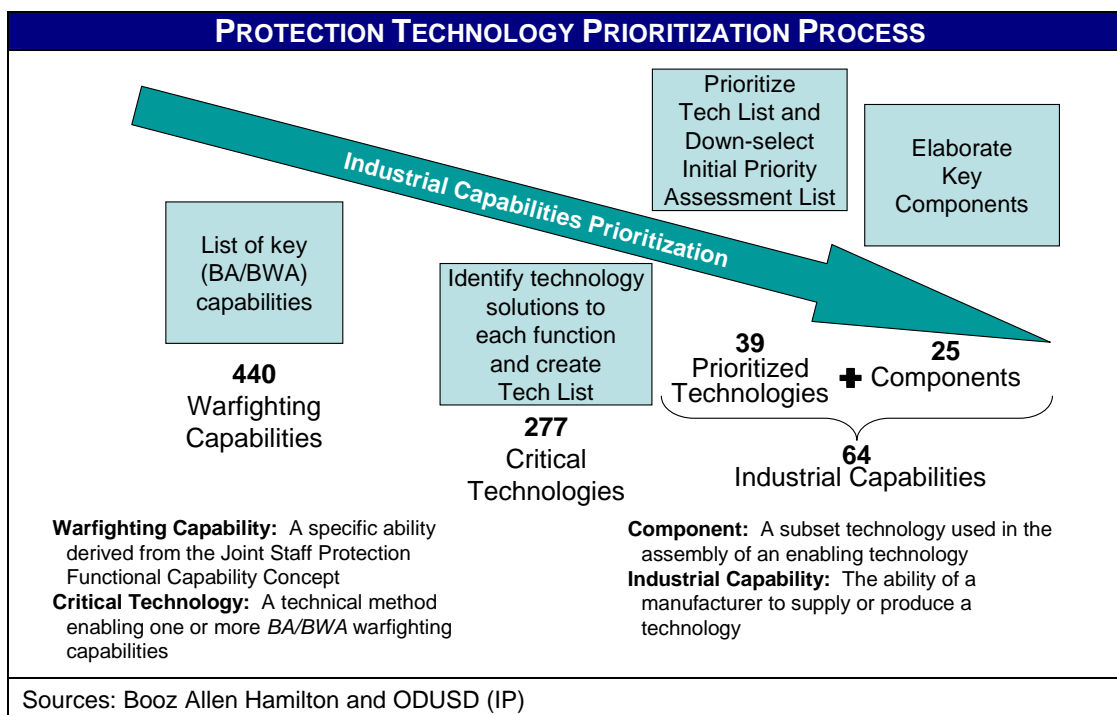 PROTECTION TECHNOLOGY PRIORITIZATION PROCESS
Industrial Capabilities Prioritization
List of key
(BA/BWA)
capabilities
440
Warfighting
Capabilities
Identify technology
solutions to
each function
and create
Tech List
277
Critical
Technologies
Prioritize
Tech List and
Down-select
Initial Priority
Assessment List
Elaborate
Key
Components
39
Prioritized
Technologies
+
25
Components
64
Industrial Capabilities
Warfighting Capability: A specific ability
derived from the Joint Staff Protection
Functional Capability Concept
Critical Technology: A technical method
enabling one or more BA/BWA warfighting
capabilities
Component: A subset technology used in the
assembly of an enabling technology
Industrial Capability: The ability of a
manufacturer to supply or produce a
technology
Sources: Booz Allen Hamilton and ODUSD (IP)